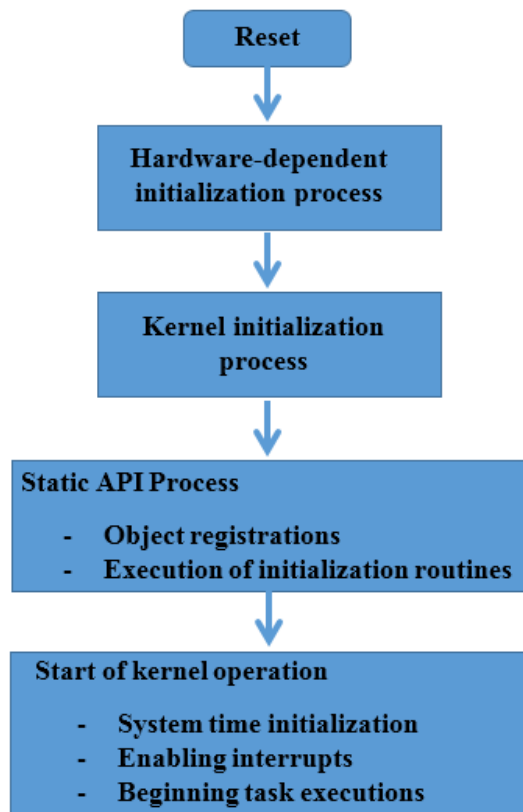 Reset
Hardware-dependent
initialization process
Kernel initialization
process
Static API Process
- Object registrations
- Execution of initialization routines
Start of kernel operation
- System time initialization
- Enabling interrupts
- Beginning task executions